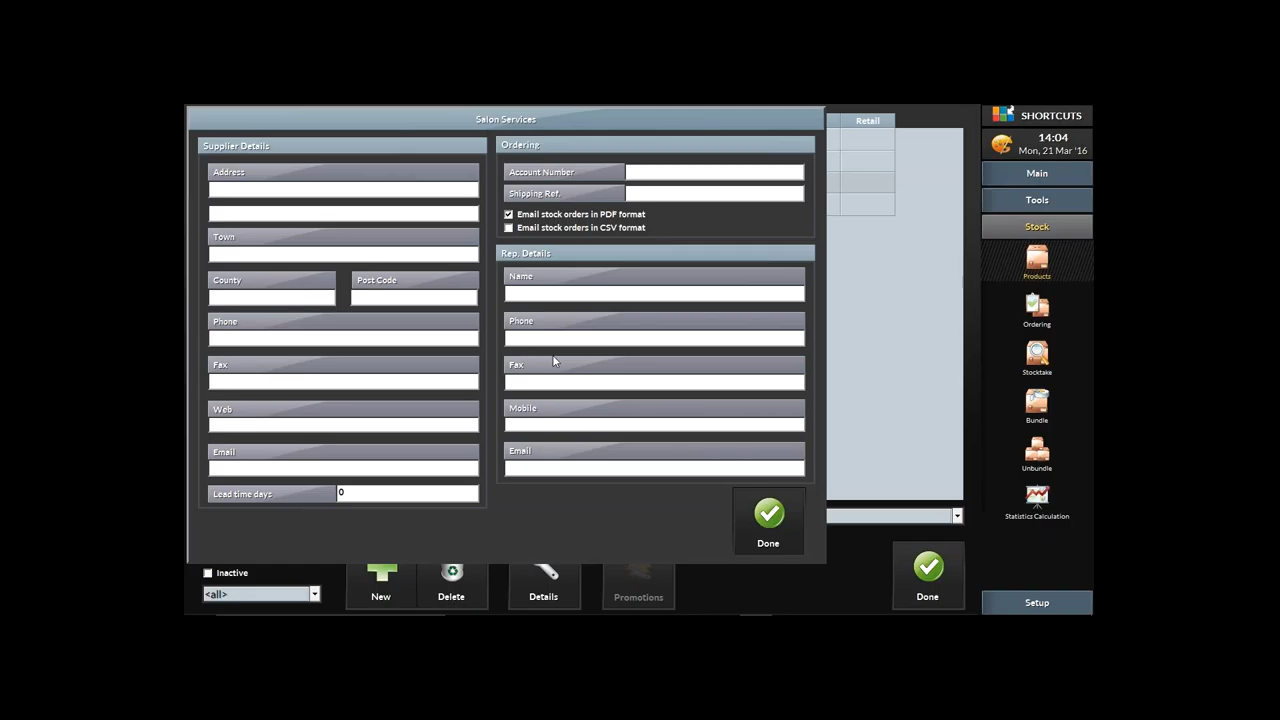 Salon Services
Supplier Details
Address
Town
County
Post Code
Phone
Fax
Web
Email
Lead time days
0
Ordering
Account Number
Shipping Ref.
Email stock orders in PDF format
Email stock orders in CSV format
Rep. Details
Name
Phone
Fax
Mobile
Email
Done
Retail
Inactive
<all>
New
Delete
Details
Promotions
Done
SHORTCUTS
14:04
Mon, 21 Mar '16
Main
Tools
Stock
Products
Ordering
Stocktake
Bundle
Unbundle
Statistics Calculation
Setup